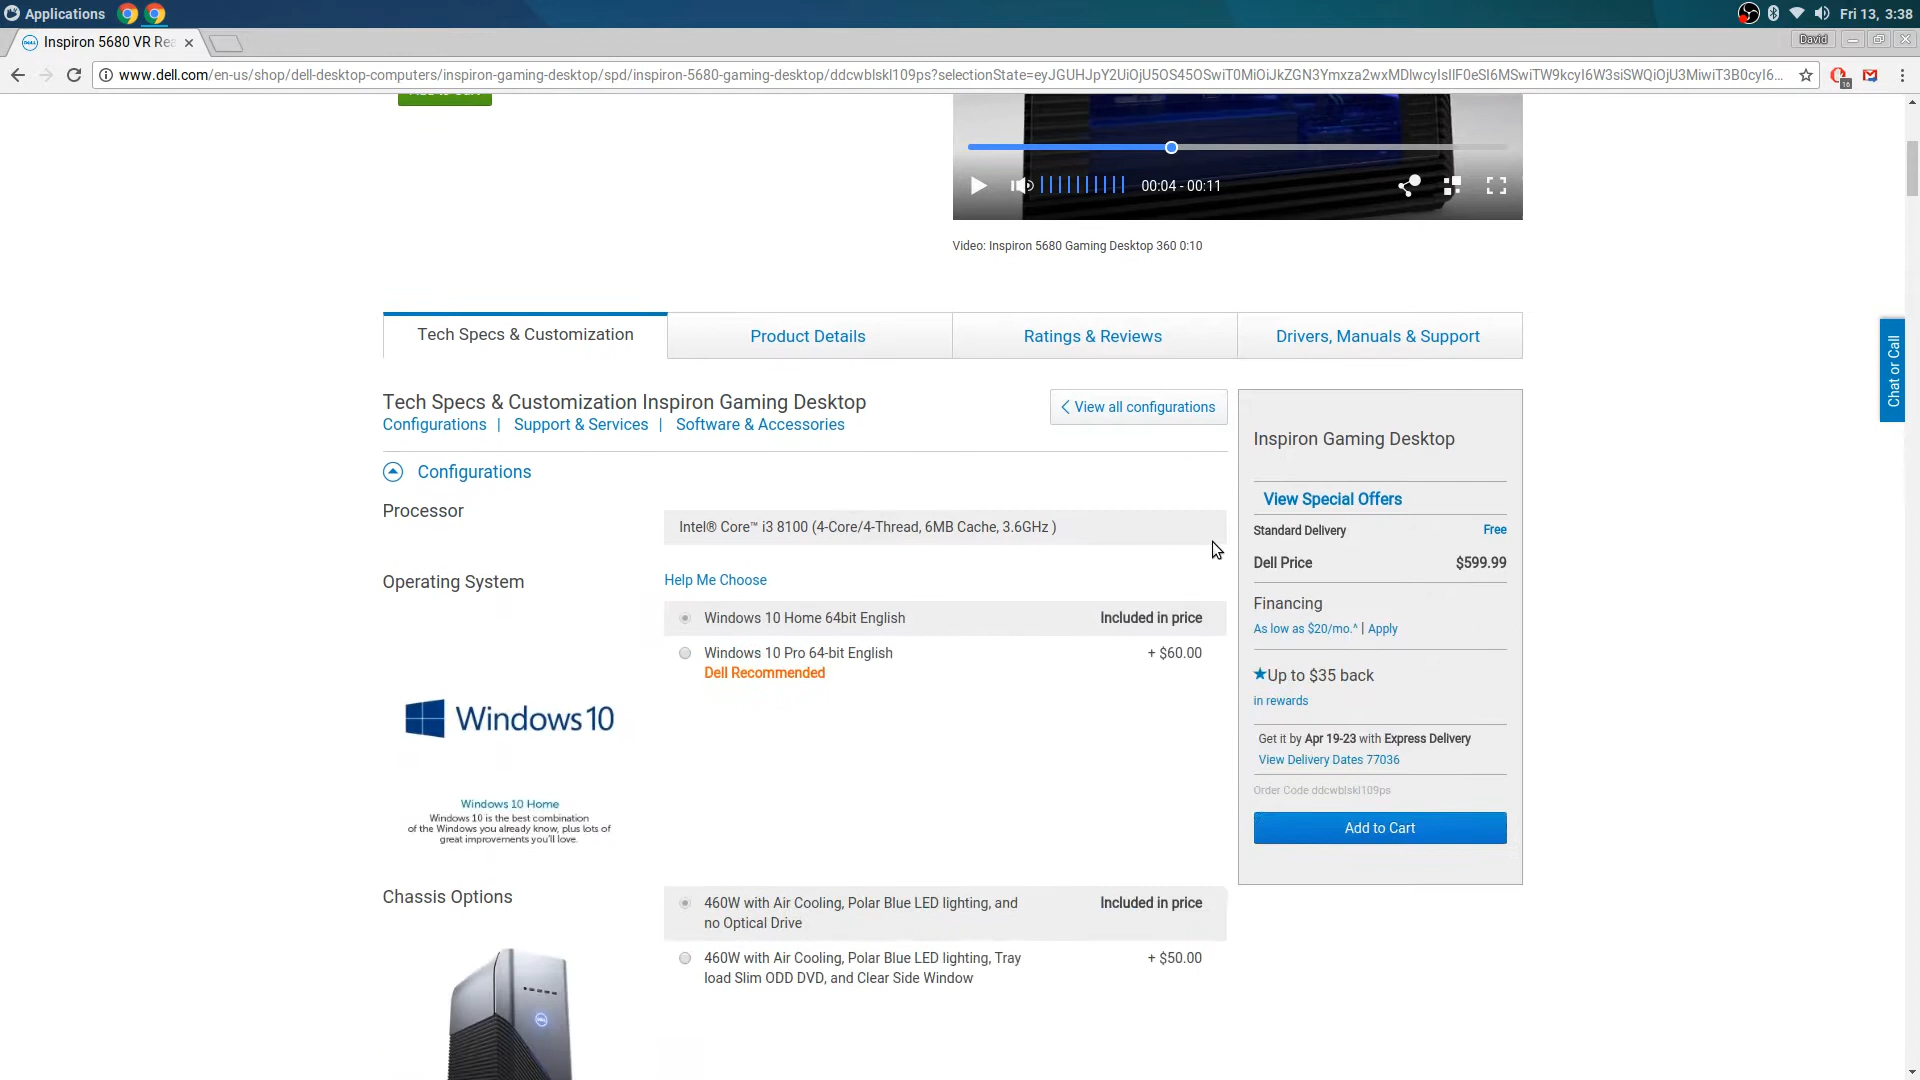 Applications
Fri 13, 3:38
Inspiron 5680 VR Rea
David
www.dell.com/en-us/shop/dell-desktop-computers/inspiron-gaming-desktop/spd/inspiron-5680-gaming-desktop/ddcwblskl109ps?selectionState=
00:04 - 00:11
Video: Inspiron 5680 Gaming Desktop 360 0:10
Tech Specs & Customization
Product Details
Ratings & Reviews
Drivers, Manuals & Support
Chat or Call
Tech Specs & Customization Inspiron Gaming Desktop
View all configurations
Configurations | Support & Services | Software & Accessories
Inspiron Gaming Desktop
Configurations
View Special Offers
Processor
Intel® Core™ i3 8100 (4-Core/4-Thread, 6MB Cache, 3.6GHz )
Standard Delivery Free
Dell Price $599.99
Operating System
Help Me Choose
Windows 10 Home 64bit English Included in price
Windows 10 Pro 64-bit English + $60.00
Dell Recommended
Financing
As low as $20/mo.^ | Apply
Up to $35 back
in rewards
Windows 10
Get it by Apr 19-23 with Express Delivery
View Delivery Dates 77036
Order Code ddcwblskl109ps
Add to Cart
Windows 10 Home
Windows 10 is the best combination
of the Windows you already know, plus lots of
great improvements you'll love.
Chassis Options
460W with Air Cooling, Polar Blue LED lighting, and
no Optical Drive
Included in price
460W with Air Cooling, Polar Blue LED lighting, Tray
load Slim ODD DVD, and Clear Side Window
+ $50.00